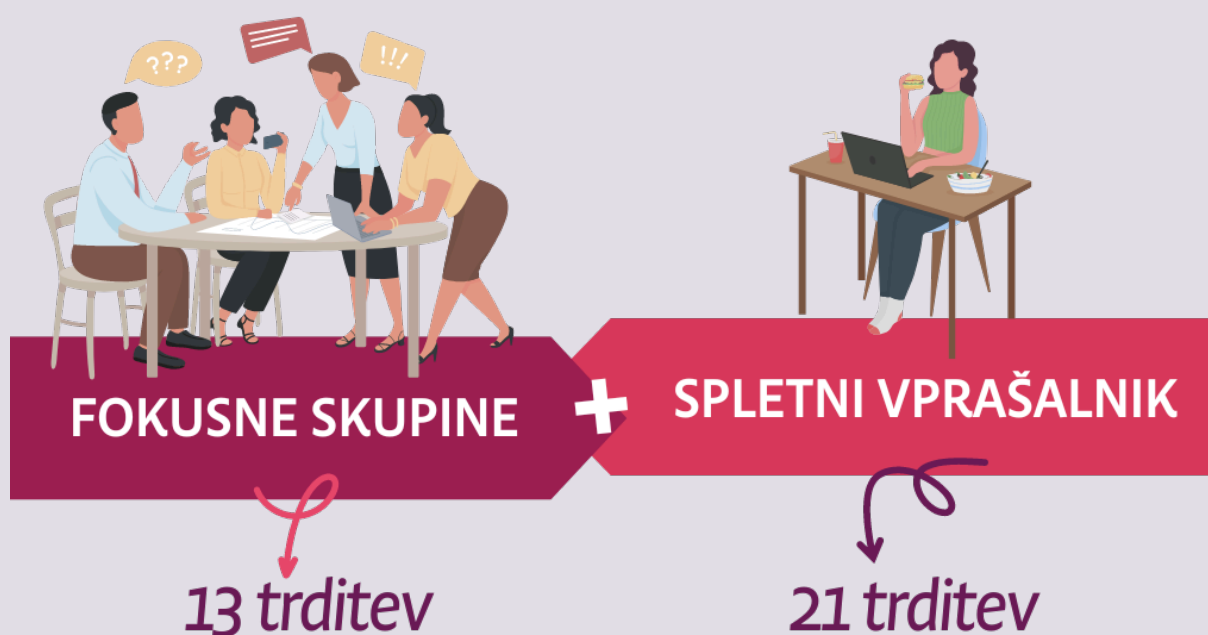 ???
!!!
FOKUSNE SKUPINE
+
SPLETNI VPRAŠALNIK
13 trditev
21 trditev